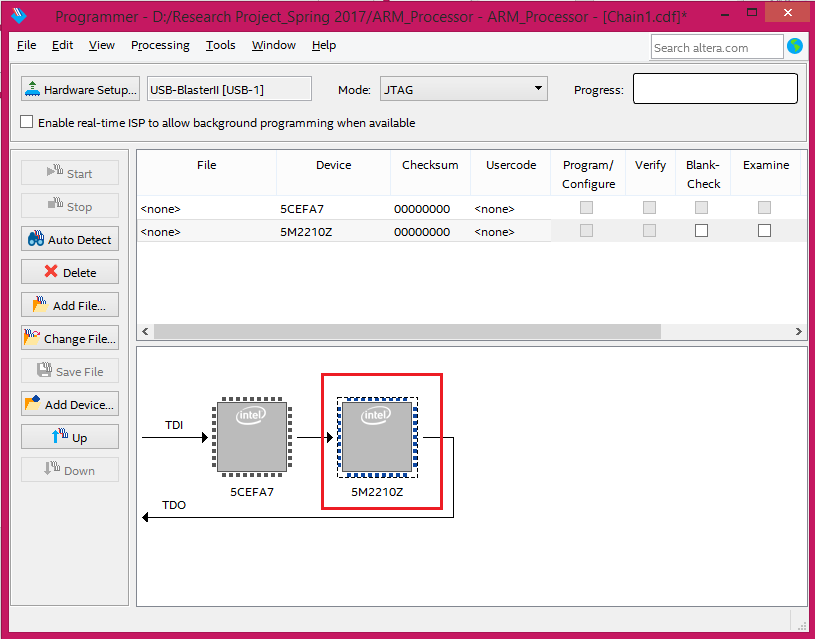 Programmer - D:/Research Project_Spring 2017/ARM_Processor - ARM_Processor - [Chain1.cdf]*
File Edit View Processing Tools Window Help
Search altera.com
Hardware Setup... USB-BlasterII [USB-1] Mode: JTAG Progress:
Enable real-time ISP to allow background programming when available
Start
Stop
Auto Detect
Delete
Add File...
Change File...
Save File
Add Device...
Up
Down
File Device Checksum Usercode Program/ Verify Blank- Examine
Configure Check
<none> 5CEFA7 00000000 <none>
<none> 5M2210Z 00000000 <none>
TDI
intel intel
5CEFA7 5M2210Z
TDO